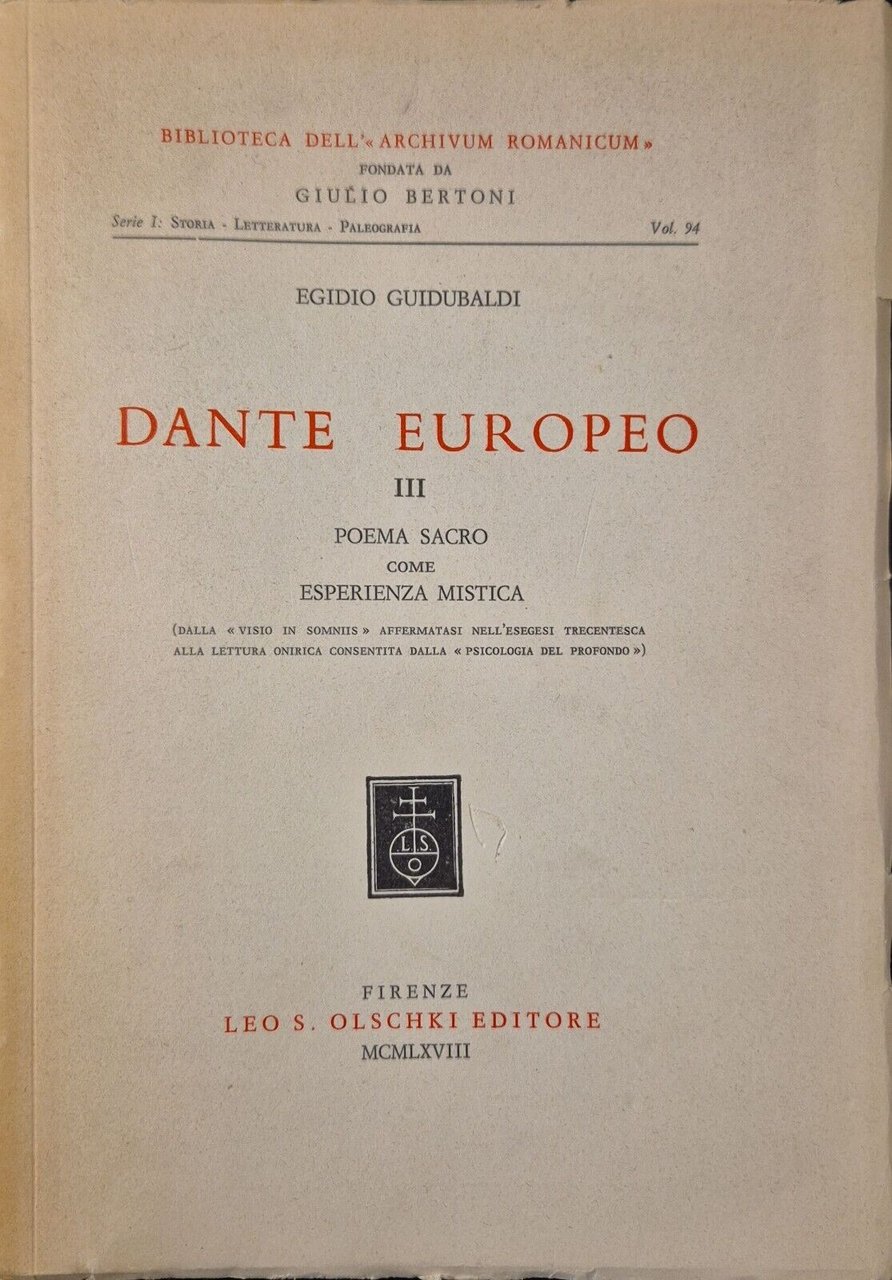 BIBLIOTECA DELL'« ARCHIVUM ROMANICUM »
FONDATA DA
GIULIO BERTONI
Serie I: STORIA - LETTERATURA - PALEOGRAFIA Vol. 94
EGIDIO GUIDUBALDI
DANTE EUROPEO
III
POEMA SACRO
COME
ESPERIENZA MISTICA
(DALLA « VISIO IN SOMNIIS » AFFERMATASI NELL'ESEGESI TRECENTESCA
ALLA LETTURA ONIRICA CONSENTITA DALLA « PSICOLOGIA DEL PROFONDO »)
L. S.
O
FIRENZE
LEO S. OLSCHKI EDITORE
MCMLXVIII